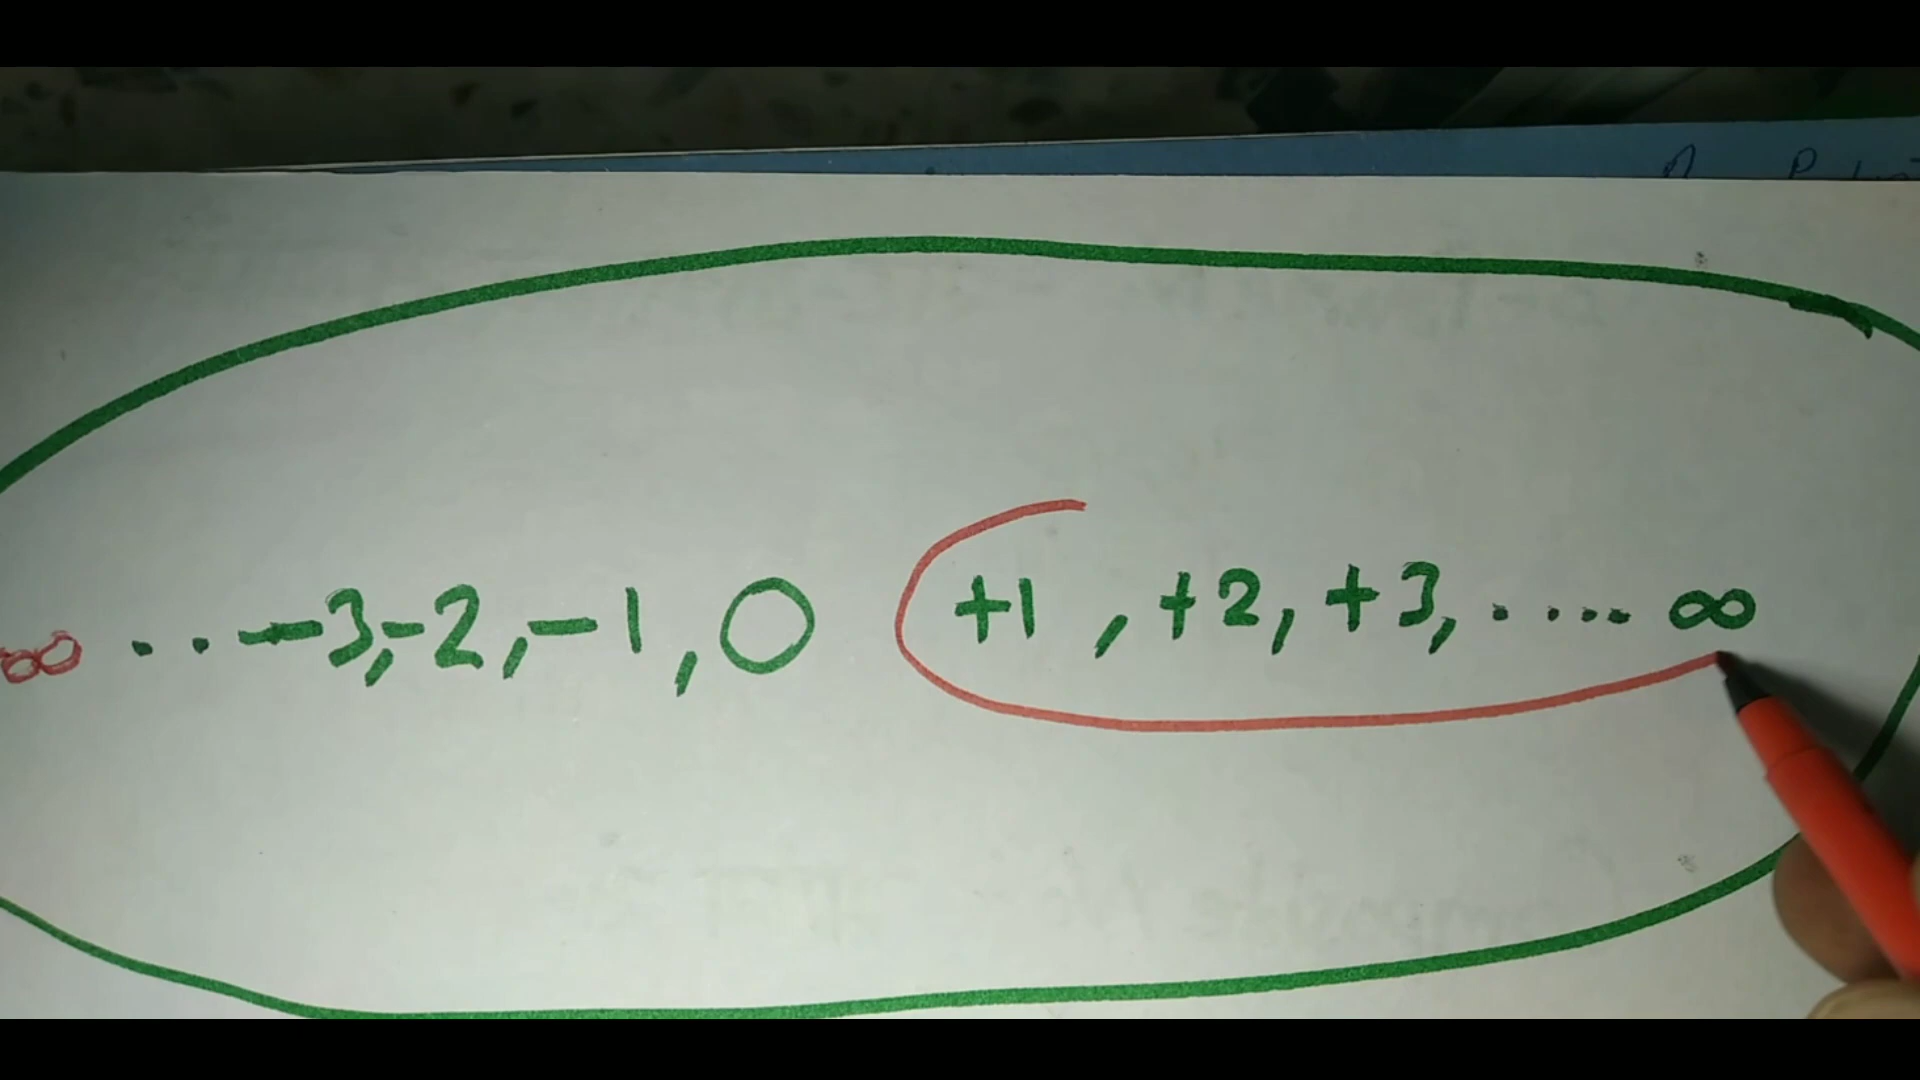 ∞ . . -3, -2, -1, 0 +1, +2, +3, ..... ∞